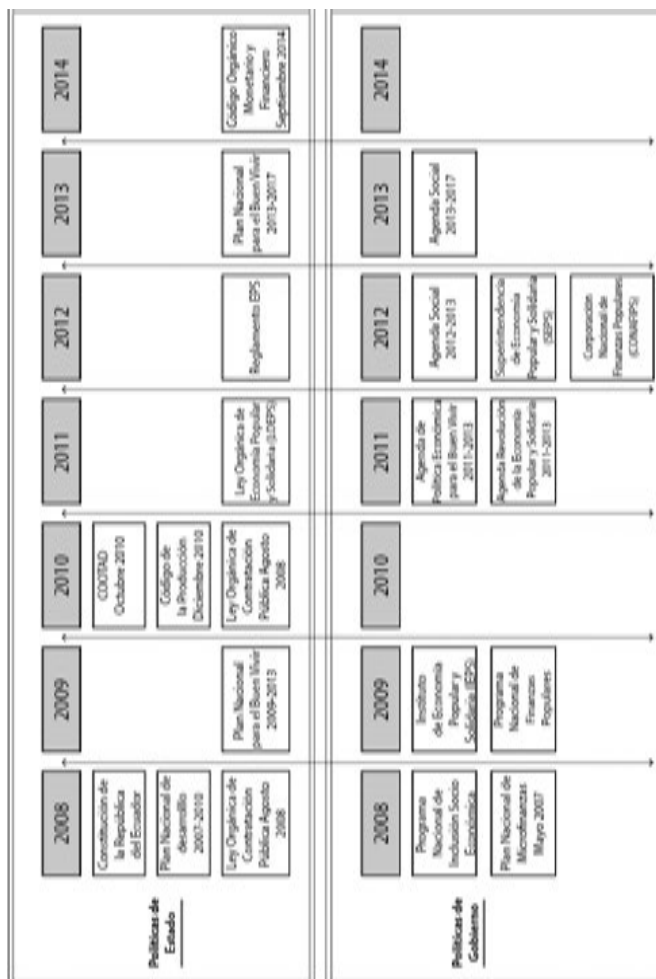 Políticas de
Estado
2008
Constitución de
la República
del Ecuador
Plan Nacional de
desarrollo
2007-2010
Ley Orgánica de
Contratación
Pública Agosto
2008
2009
Plan Nacional
para el Buen Vivir
2009-2013
2010
COOTAD
Octubre 2010
Código de
la Producción
Diciembre 2010
Ley Orgánica de
Contratación
Pública Agosto
2008
2011
Ley Orgánica de
Economía Popular
y Solidaria (LOEPS)
2012
Reglamento EPS
2013
Plan Nacional
para el Buen Vivir
2013-2017
2014
Código Orgánico
Monetario y
Financiero
Septiembre 2014
Políticas de
Gobierno
2008
Programa
Nacional de
Inclusión Socio
Económica
Plan Nacional de
Microfinanzas
Mayo 2007
2009
Instituto
de Economía
Popular y
Solidaria (IEPS)
Programa
Nacional de
Finanzas
Populares
2010
2011
Agenda de
Política Económica
para el Buen Vivir
2011-2013
Agenda Revolución
de la Economía
Popular y Solidaria
2011-2013
2012
Agenda Social
2012-2013
Superintendencia
de Economía
Popular y Solidaria
(SEPS)
Corporación
Nacional de
Finanzas Populares
(CONAFIPS)
2013
Agenda Social
2013-2017
2014